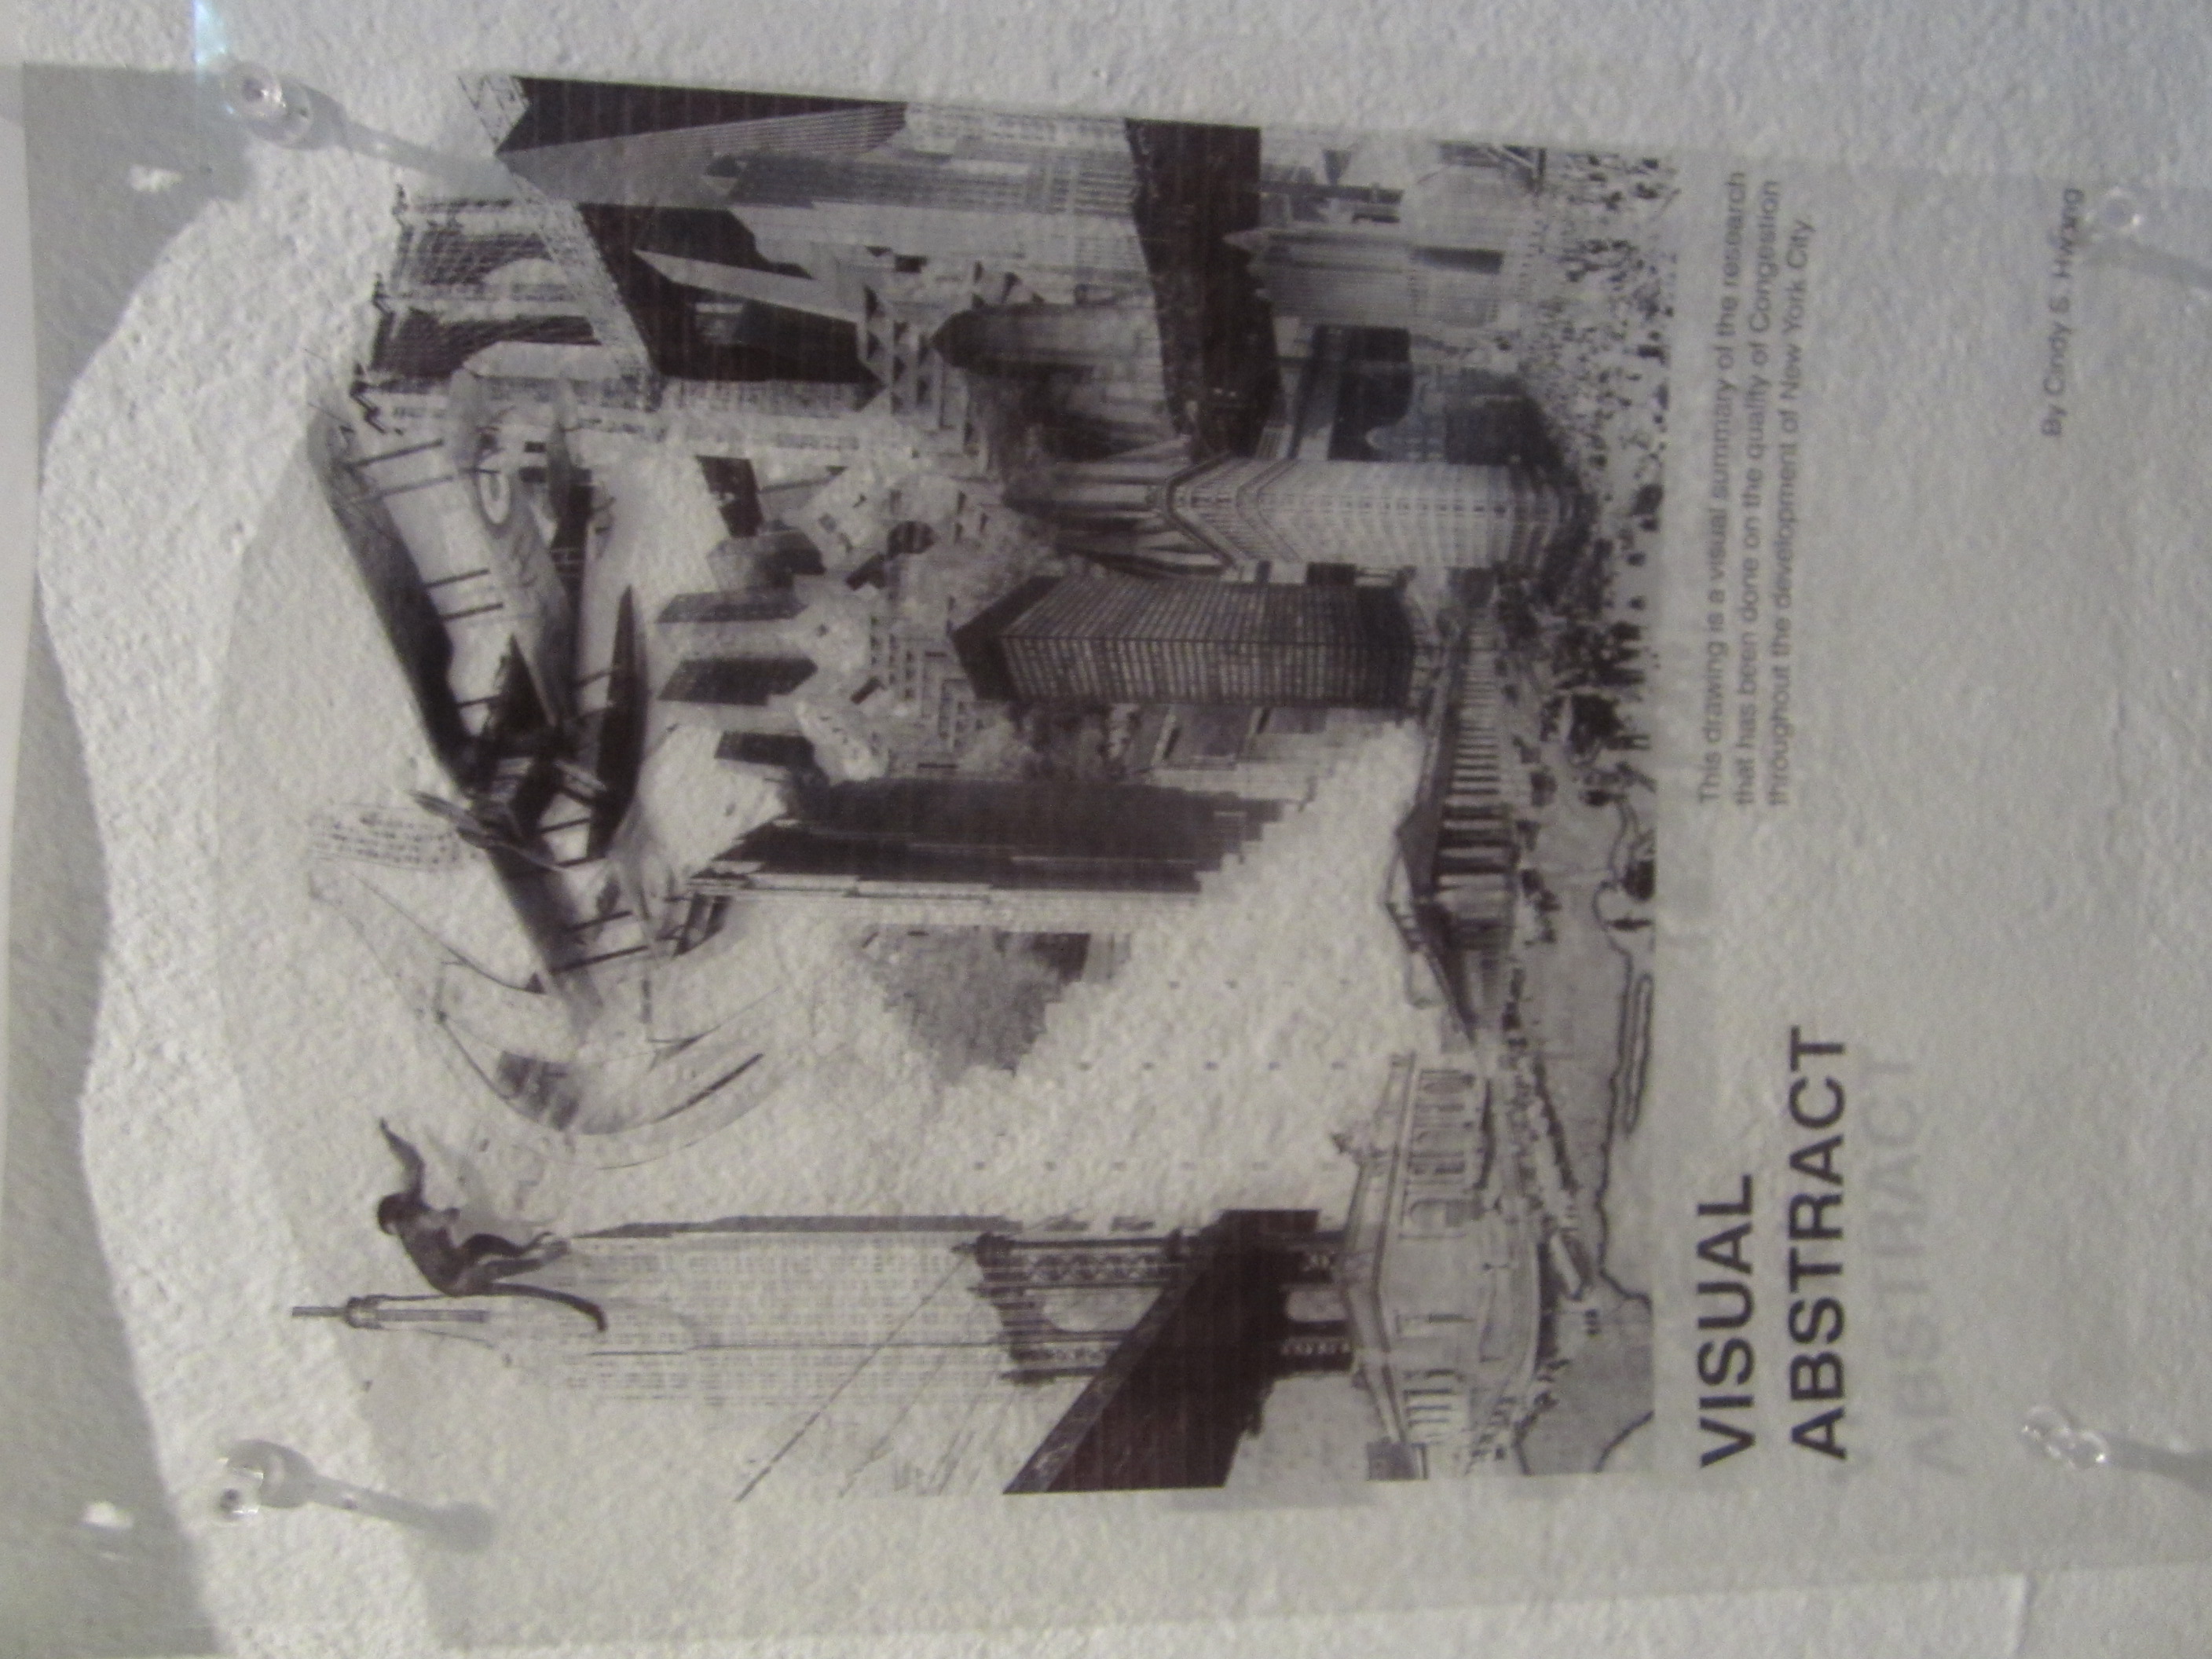 VISUAL
ABSTRACT
This drawing is a visual summary of the research
that has been done on the quality of Congestion
throughout the development of New York City.
By Cindy S. Hwang